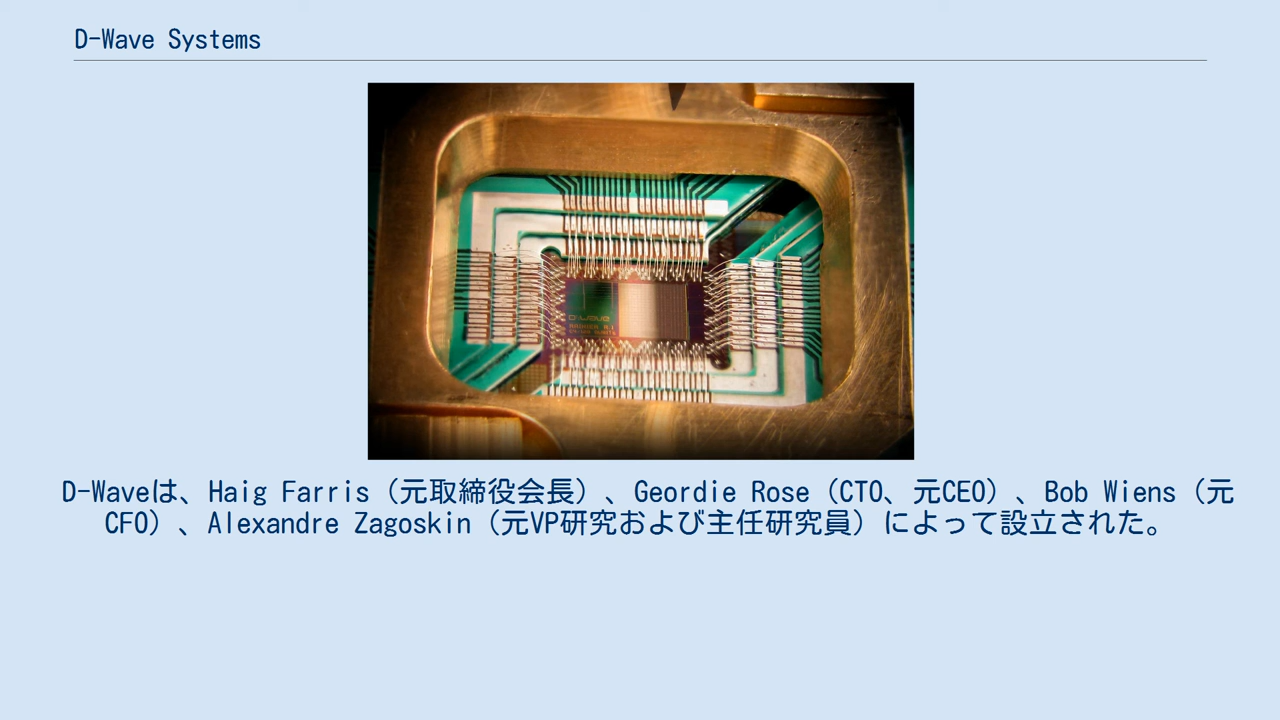 D-Wave Systems
D-Waveは、Haig Farris（元取締役会長）、Geordie Rose（CTO、元CEO）、Bob Wiens（元
CFO）、Alexandre Zagoskin（元VP研究および主任研究員）によって設立された。